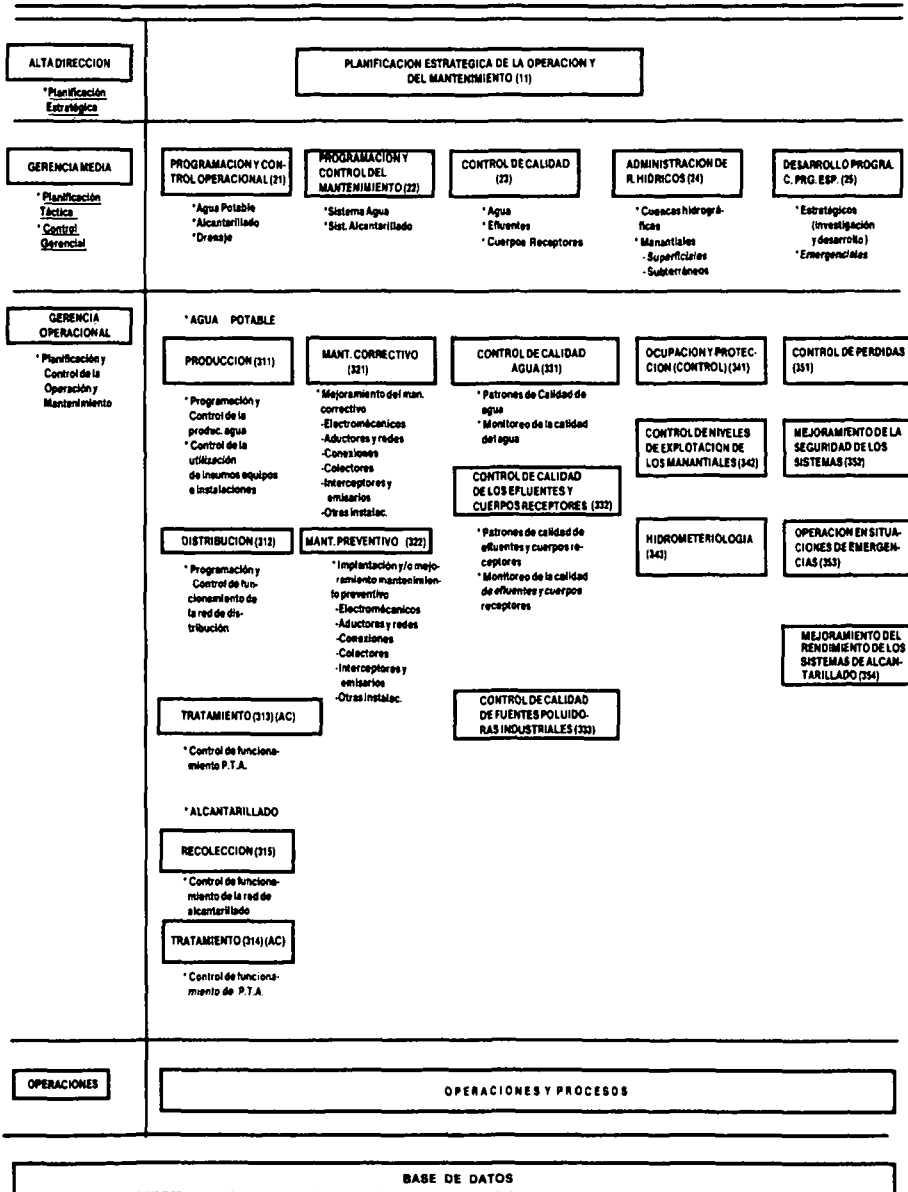 ALTA DIRECCION
* Planificación
Estratégica
PLANIFICACION ESTRATEGICA DE LA OPERACION Y
DEL MANTENIMIENTO (11)
GERENCIA MEDIA
* Planificación
Táctica
* Control
Gerencial
PROGRAMACION Y CON-
TROL OPERACIONAL (21)
* Agua Potable
* Alcantarillado
* Drenaje
PROGRAMACION Y
CONTROL DEL
MANTENIMIENTO (22)
* Sistema Agua
* Sist. Alcantarillado
CONTROL DE CALIDAD
(23)
* Agua
* Efluentes
* Cuerpos Receptores
ADMINISTRACION DE
R. HIDRICOS (24)
* Cuencas hidrográ-
ficas
* Manantiales
- Superficiales
- Subterráneos
DESARROLLO PROGRA.
C. PRG. ESP. (25)
* Estratégicos
(investigación
y desarrollo)
* Emergenciales
GERENCIA
OPERACIONAL
* Planificación y
Control de la
Operación y
Mantenimiento
* AGUA POTABLE
PRODUCCION (311)
* Programación y
Control de la
produc. agua
* Control de la
utilización
de insumos equipos
e instalaciones
DISTRIBUCION (312)
* Programación y
Control de fun-
cionamiento de
la red de dis-
tribución
TRATAMIENTO (313) (AC)
* Control de funciona-
miento P.T.A.
* ALCANTARILLADO
RECOLECCION (315)
* Control de funciona-
miento de la red de
alcantarillado
TRATAMIENTO (314) (AC)
* Control de funciona-
miento de P.T.A.
MANT. CORRECTIVO
(321)
* Mejoramiento del man.
correctivo
-Electromécanicos
-Aductores y redes
-Conexiones
-Colectores
-Interceptores y
emisarios
-Otras instalac.
MANT. PREVENTIVO (322)
* Implantación y/o mejo-
ramiento mantenimien-
to preventivo
-Electromécanicos
-Aductores y redes
-Conexiones
-Colectores
-Interceptores y
emisarios
-Otras instalac.
CONTROL DE CALIDAD
AGUA (331)
* Patrones de Calidad de
agua
* Monitoreo de la calidad
del agua
CONTROL DE CALIDAD
DE LOS EFLUENTES Y
CUERPOS RECEPTORES (332)
* Patrones de calidad de
efluentes y cuerpos re-
ceptores
* Monitoreo de la calidad
de efluentes y cuerpos
receptores
CONTROL DE CALIDAD
DE FUENTES POLUIDO-
RAS INDUSTRIALES (333)
OCUPACION Y PROTEC-
CION (CONTROL) (341)
CONTROL DE NIVELES
DE EXPLOTACION DE
LOS MANANTIALES (342)
HIDROMETERIOLOGIA
(343)
CONTROL DE PERDIDAS
(351)
MEJORAMIENTO DE LA
SEGURIDAD DE LOS
SISTEMAS (352)
OPERACION EN SITUA-
CIONES DE EMERGEN-
CIAS (353)
MEJORAMIENTO DEL
RENDIMIENTO DE LOS
SISTEMAS DE ALCAN-
TARILLADO (354)
OPERACIONES
OPERACIONES Y PROCESOS
BASE DE DATOS